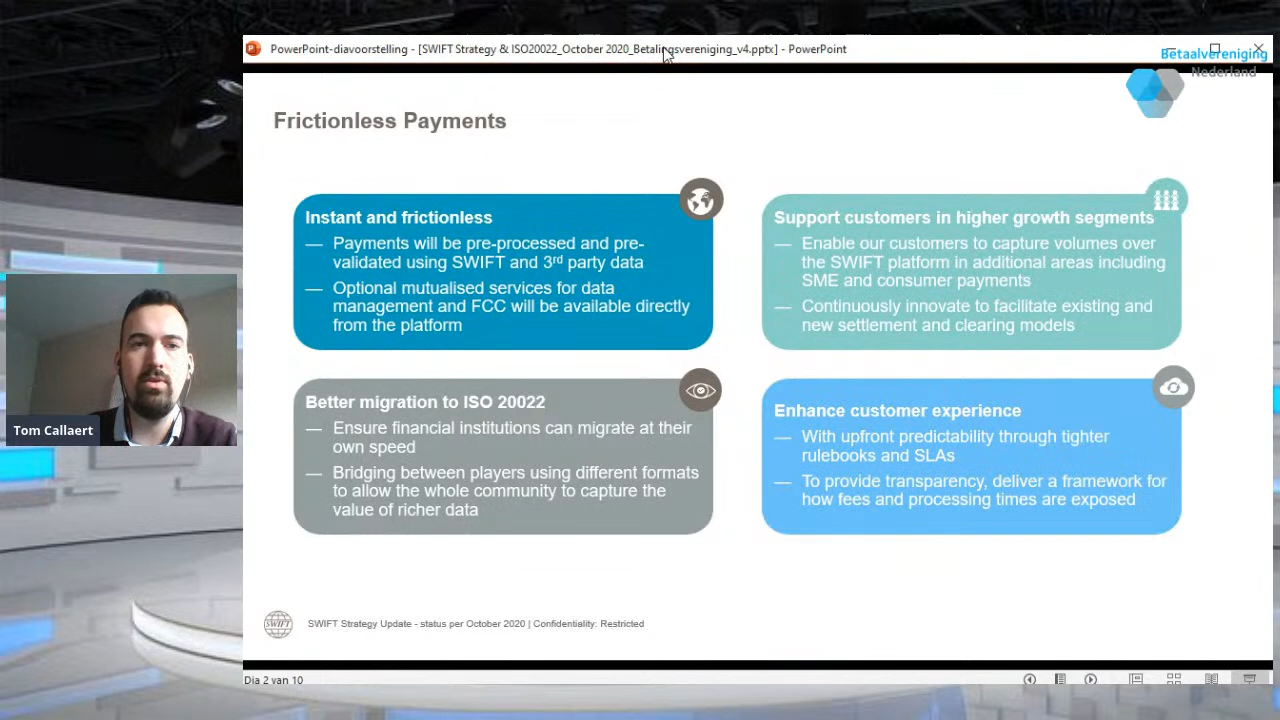 PowerPoint-diavoorstelling - [SWIFT Strategy & ISO20022_October 2020_Betalingsvereniging_v4.pptx] - PowerPoint
Betaalvereniging
Nederland
Frictionless Payments
Instant and frictionless
— Payments will be pre-processed and pre-
validated using SWIFT and 3rd party data
— Optional mutualised services for data
management and FCC will be available directly
from the platform
Support customers in higher growth segments
— Enable our customers to capture volumes over
the SWIFT platform in additional areas including
SME and consumer payments
— Continuously innovate to facilitate existing and
new settlement and clearing models
Better migration to ISO 20022
— Ensure financial institutions can migrate at their
own speed
— Bridging between players using different formats
to allow the whole community to capture the
value of richer data
Enhance customer experience
— With upfront predictability through tighter
rulebooks and SLAs
— To provide transparency, deliver a framework for
how fees and processing times are exposed
Tom Callaert
SWIFT
SWIFT Strategy Update - status per October 2020 | Confidentiality: Restricted
Dia 2 van 10